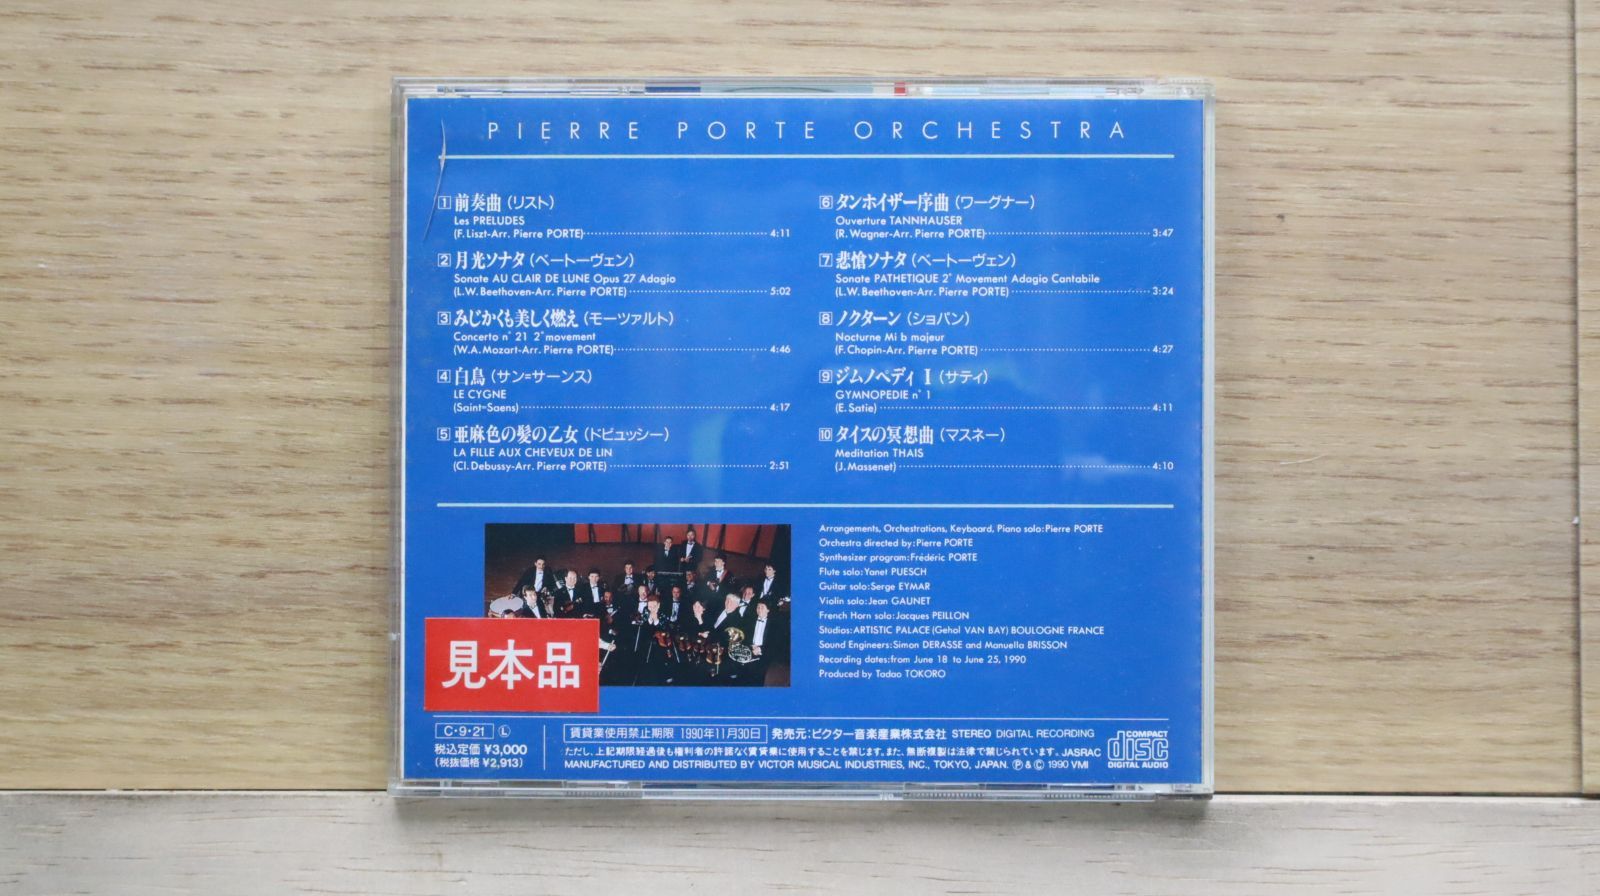 PIERRE PORTE ORCHESTRA
1 前奏曲（リスト）
Les PRELUDES
(F. Liszt-Arr. Pierre PORTE) 4:11
2 月光ソナタ（ベートーヴェン）
Sonate AU CLAIR DE LUNE Opus 27 Adagio
(L.W. Beethoven-Arr. Pierre PORTE) 5:02
3 みじかくも美しく燃え（モーツァルト）
Concerto n° 21 2° movement
(W.A. Mozart-Arr. Pierre PORTE) 4:46
4 白鳥（サン=サーンス）
LE CYGNE
(Saint=Saens) 4:17
5 亜麻色の髪の乙女（ドビュッシー）
LA FILLE AUX CHEVEUX DE LIN
(Cl. Debussy-Arr. Pierre PORTE) 2:51
6 タンホイザー序曲（ワーグナー）
Ouverture TANNHAUSER
(R. Wagner-Arr. Pierre PORTE) 3:47
7 悲愴ソナタ（ベートーヴェン）
Sonate PATHETIQUE 2° Movement Adagio Cantabile
(L.W. Beethoven-Arr. Pierre PORTE) 3:24
8 ノクターン（ショパン）
Nocturne Mi b majeur
(F. Chopin-Arr. Pierre PORTE) 4:27
9 ジムノペディ I（サティ）
GYMNOPEDIE n° 1
(E. Satie) 4:11
10 タイスの冥想曲（マスネー）
Meditation THAIS
(J. Massenet) 4:10
Arrangements, Orchestrations, Keyboard, Piano solo: Pierre PORTE
Orchestra directed by: Pierre PORTE
Synthesizer program: Frédéric PORTE
Flute solo: Yanet PUESCH
Guitar solo: Serge EYMAR
Violin solo: Jean GAUNET
French Horn solo: Jacques PEILLON
Studios: ARTISTIC PALACE (Gehol VAN BAY) BOULOGNE FRANCE
Sound Engineers: Simon DERASSE and Manuella BRISSON
Recording dates: from June 18 to June 25, 1990
Produced by Tadao TOKORO
見本品
C・9・21 Ⓛ
税込定価 ¥3,000
(税抜価格 ¥2,913)
賃貸業使用禁止期限 1990年11月30日 発売元:ビクター音楽産業株式会社 STEREO DIGITAL RECORDING
ただし、上記期限経過後も権利者の許諾なく賃貸業に使用することを禁じます。また、無断複製は法律で禁じられています。JASRAC
MANUFACTURED AND DISTRIBUTED BY VICTOR MUSICAL INDUSTRIES, INC., TOKYO, JAPAN. Ⓟ & Ⓒ 1990 VMI
COMPACT
disc
DIGITAL AUDIO